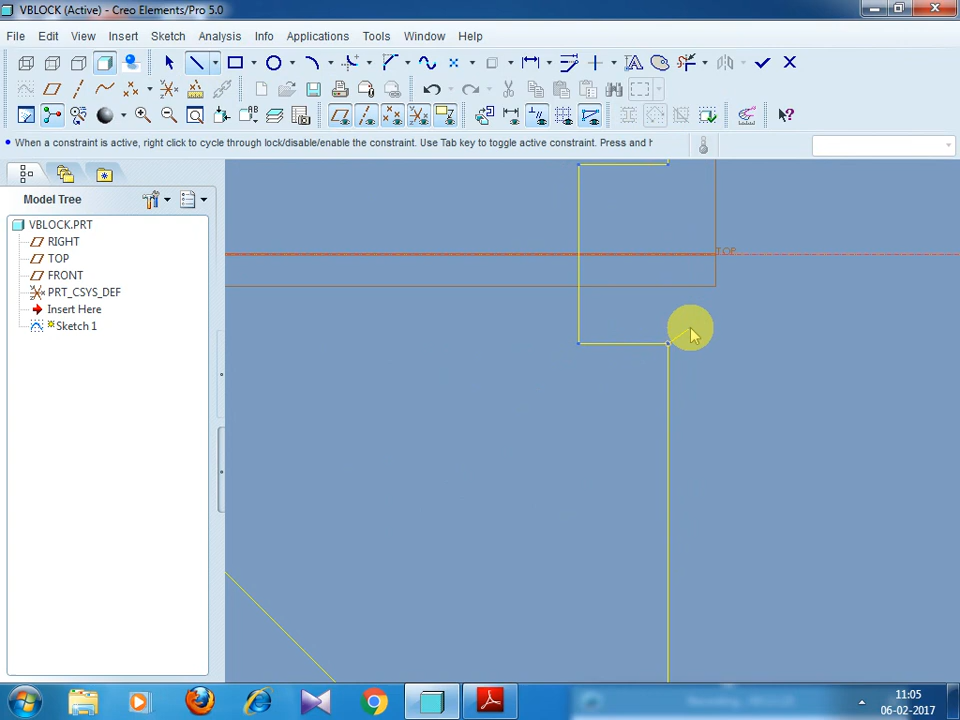 VBLOCK (Active) - Creo Elements/Pro 5.0
File Edit View Insert Sketch Analysis Info Applications Tools Window Help
When a constraint is active, right click to cycle through lock/disable/enable the constraint. Use Tab key to toggle active constraint. Press and h
Model Tree
VBLOCK.PRT
RIGHT
TOP
FRONT
PRT_CSYS_DEF
Insert Here
Sketch 1
TOP
11:05
06-02-2017